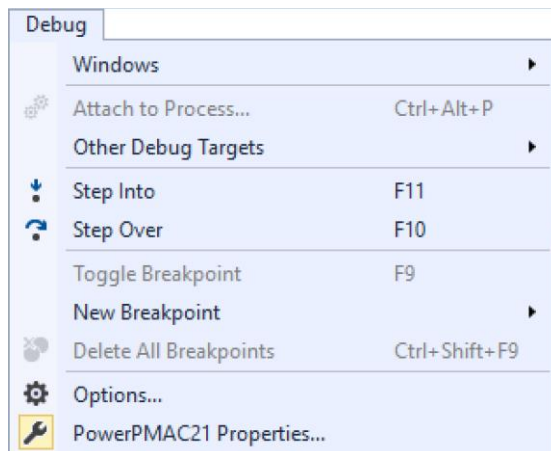 Debug
Windows
Attach to Process... Ctrl+Alt+P
Other Debug Targets
Step Into F11
Step Over F10
Toggle Breakpoint F9
New Breakpoint
Delete All Breakpoints Ctrl+Shift+F9
Options...
PowerPMAC21 Properties...